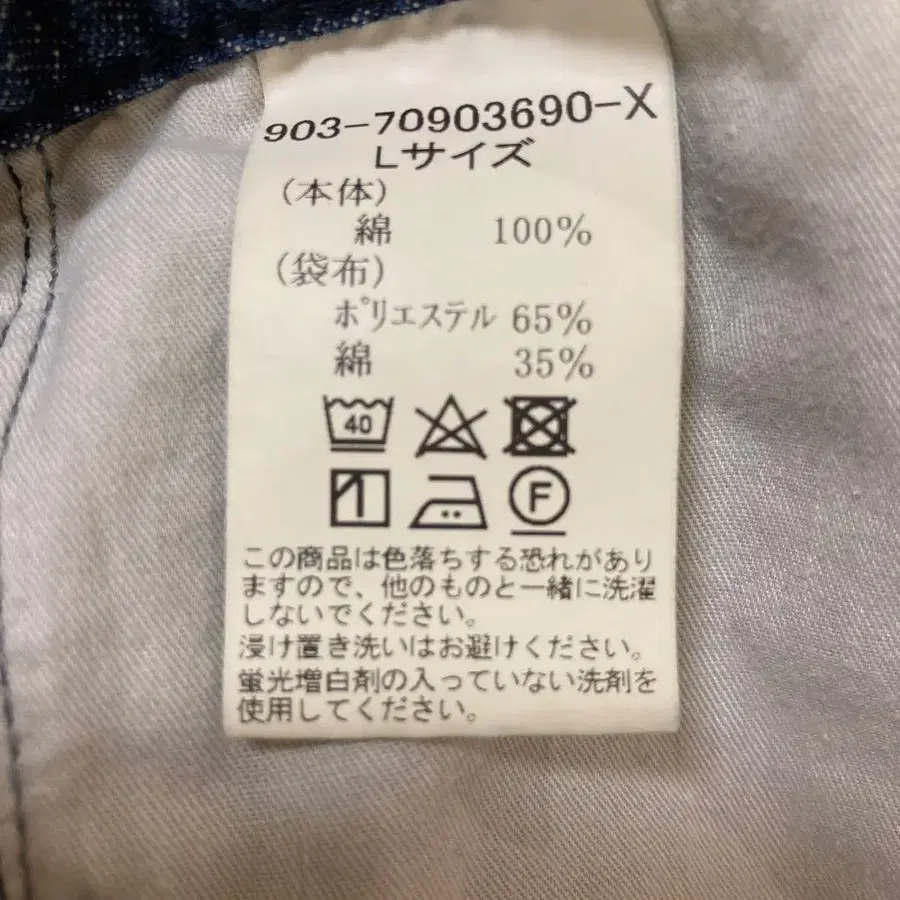 903-70903690-X
Lサイズ
(本体)
綿 100%
(袋布)
ポリエステル 65%
綿 35%
40
F
この商品は色落ちする恐れがあり
ますので、他のものと一緒に洗濯
しないでください。
浸け置き洗いはお避けください。
蛍光増白剤の入っていない洗剤を
使用してください。